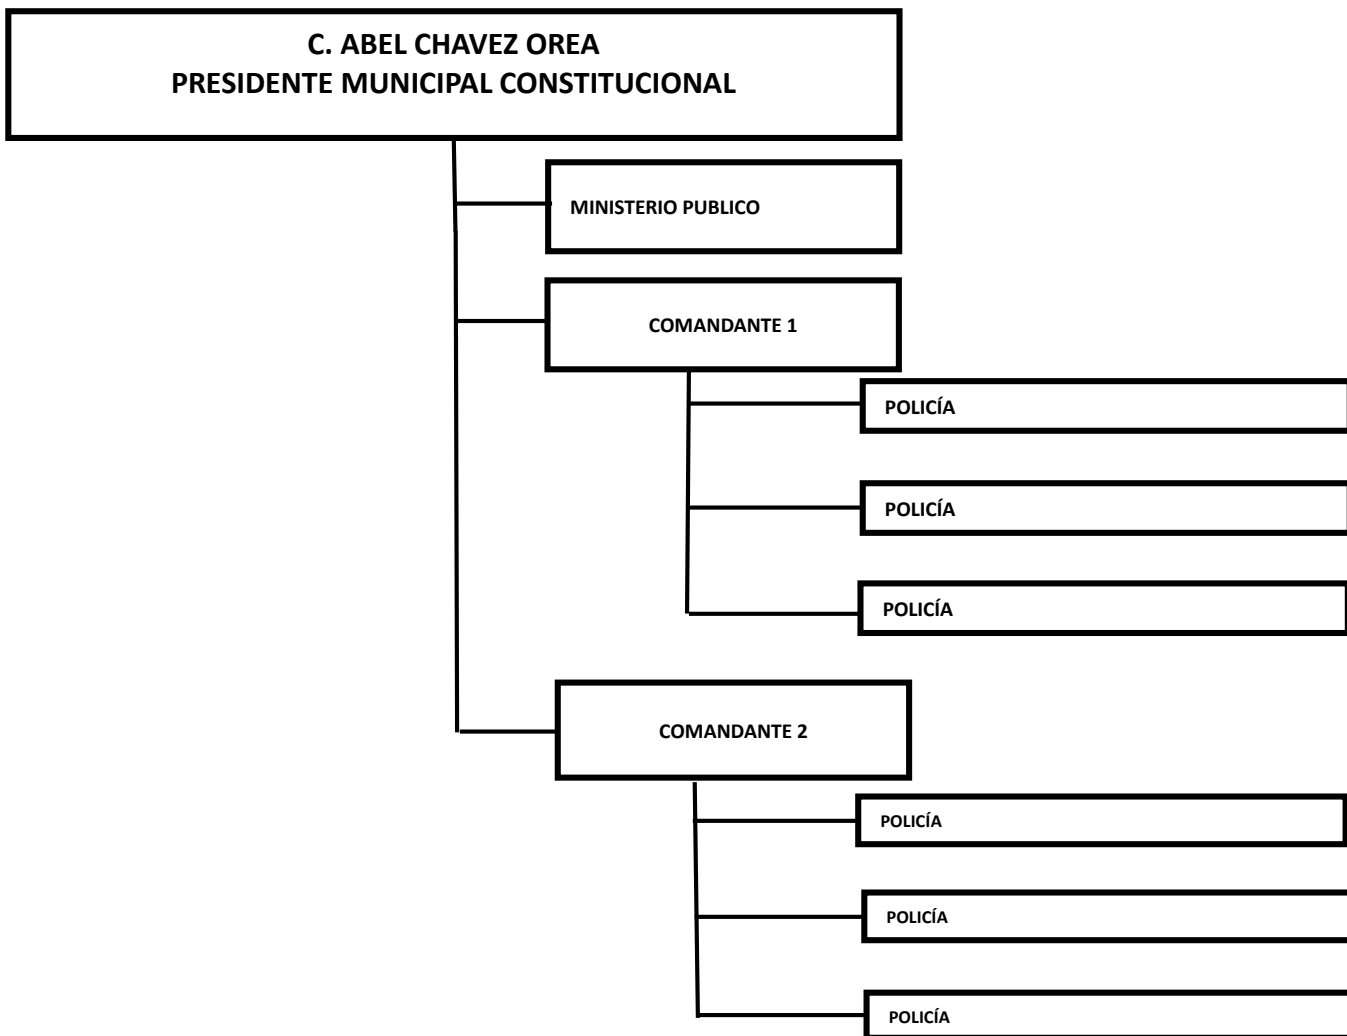 C. ABEL CHAVEZ OREA
PRESIDENTE MUNICIPAL CONSTITUCIONAL
MINISTERIO PUBLICO
COMANDANTE 1
POLICÍA
POLICÍA
POLICÍA
COMANDANTE 2
POLICÍA
POLICÍA
POLICÍA